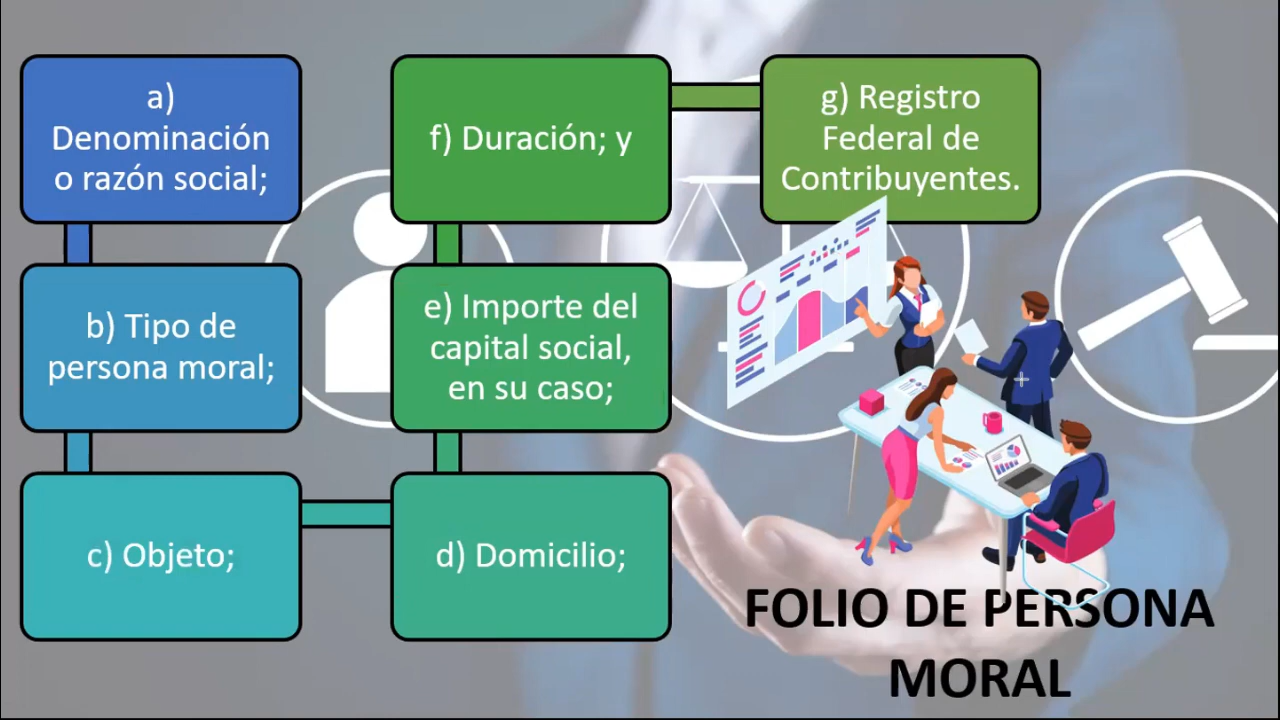 a)
Denominación
o razón social;
b) Tipo de
persona moral;
c) Objeto;
d) Domicilio;
e) Importe del
capital social,
en su caso;
f) Duración; y
g) Registro
Federal de
Contribuyentes.
FOLIO DE PERSONA
MORAL